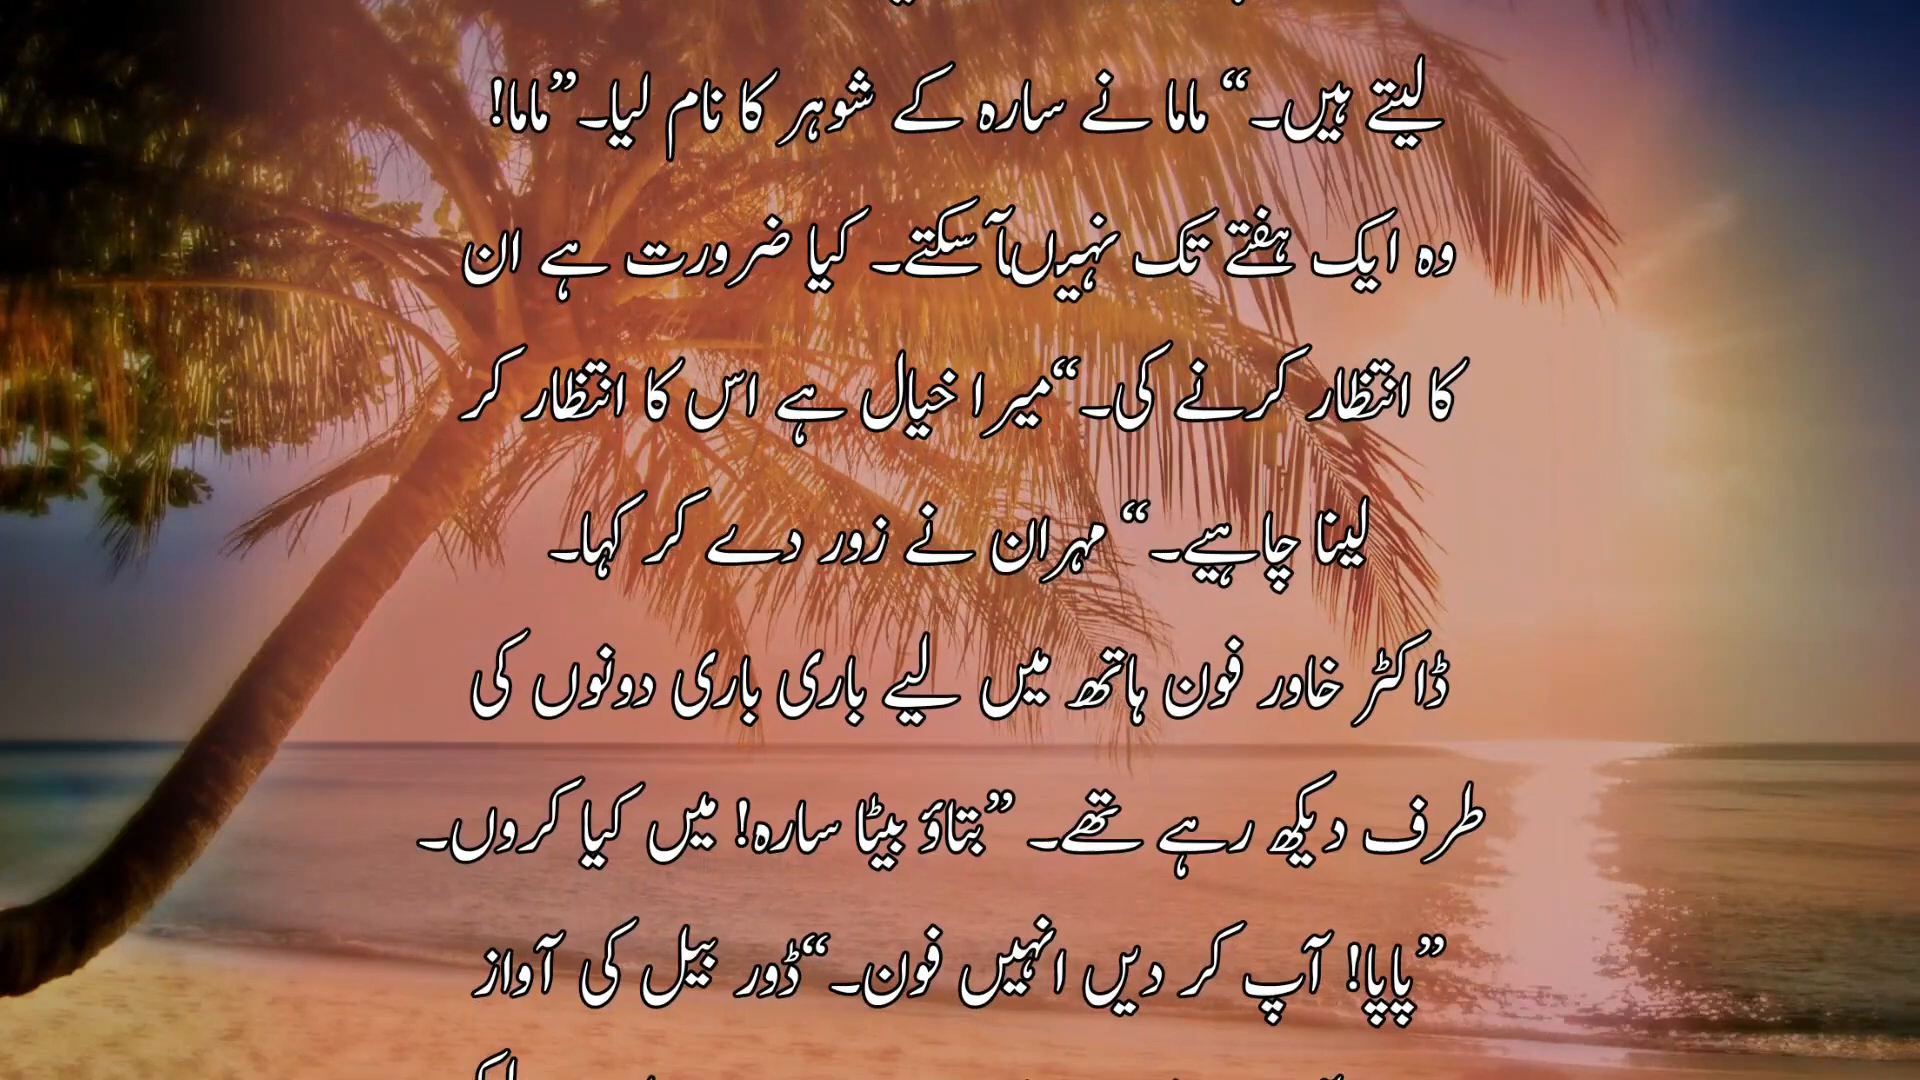 لیتے ہیں۔“ ماما نے سارہ کے شوہر کا نام لیا۔”ماما!
وہ ایک ہفتے تک نہیںآ سکتے۔ کیا ضرورت ہے ان
کا انتظار کرنے کی۔“میرا خیال ہے اس کا انتظار کر
لینا چاہیے۔“ مہران نے زور دے کر کہا۔
ڈاکٹر خاور فون ہاتھ میں لیے باری باری دونوں کی
طرف دیکھ رہے تھے۔ ”بتاؤ بیٹا سارہ! میں کیا کروں۔
”پاپا! آپ کر دیں انہیں فون۔“ڈور بیل کی آواز